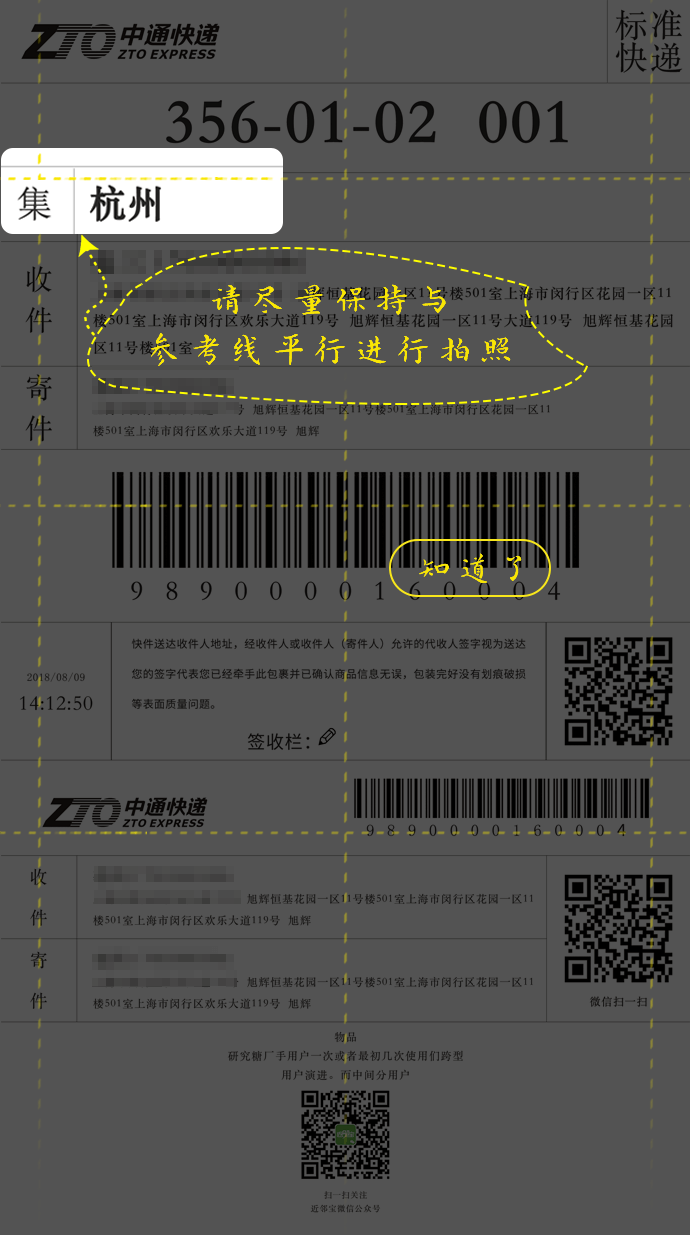 ZTO 中通快递
ZTO EXPRESS
标准
快递
356-01-02 001
集 杭州
收件
旭辉恒基花园一区11号楼501室上海市闵行区花园一区11
楼501室上海市闵行区欢乐大道119号 旭辉恒基花园一区11号大道119号 旭辉恒基花园
区11号楼501室
请尽量保持与
参考线平行进行拍照
寄件
号 旭辉恒基花园一区11号楼501室上海市闵行区花园一区11
楼501室上海市闵行区欢乐大道119号 旭辉
9890000160004
知道了
快件送达收件人地址，经收件人或收件人（寄件人）允许的代收人签字视为送达
您的签字代表您已经牵手此包裹并已确认商品信息无误，包装完好没有划痕破损
等表面质量问题。
2018/08/09
14:12:50
签收栏：
ZTO 中通快递
ZTO EXPRESS
9890000160004
收件
旭辉恒基花园一区11号楼501室上海市闵行区花园一区11
楼501室上海市闵行区欢乐大道119号 旭辉
寄件
旭辉恒基花园一区11号楼501室上海市闵行区花园一区11
楼501室上海市闵行区欢乐大道119号 旭辉
微信扫一扫
物品
研究糖厂手用户一次或者最初几次使用们跨型
用户演进。而中间分用户
扫一扫关注
近邻宝微信公众号